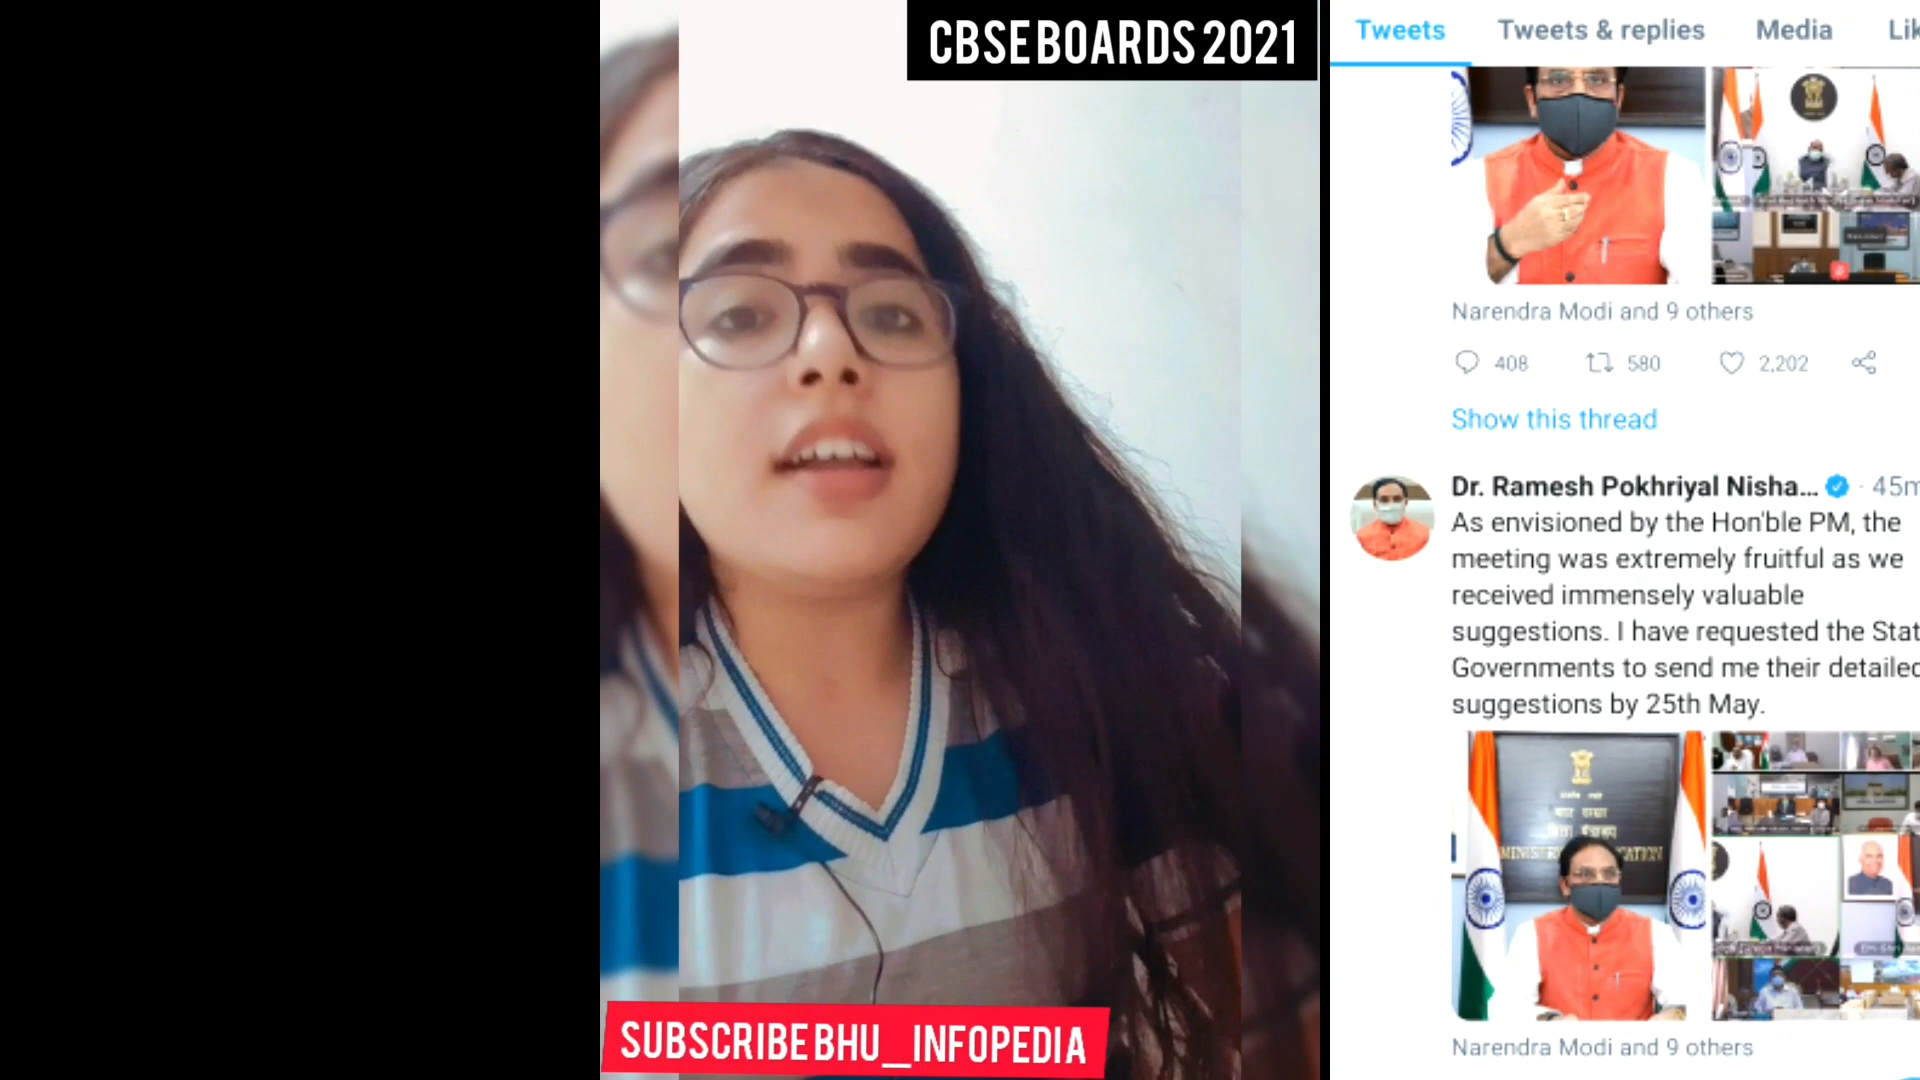 CBSE BOARDS 2021
SUBSCRIBE BHU_INFOPEDIA
Tweets Tweets & replies Media Lik
Narendra Modi and 9 others
408 580 2,202
Show this thread
Dr. Ramesh Pokhriyal Nisha... · 45m
As envisioned by the Hon'ble PM, the
meeting was extremely fruitful as we
received immensely valuable
suggestions. I have requested the Stat
Governments to send me their detailed
suggestions by 25th May.
Narendra Modi and 9 others